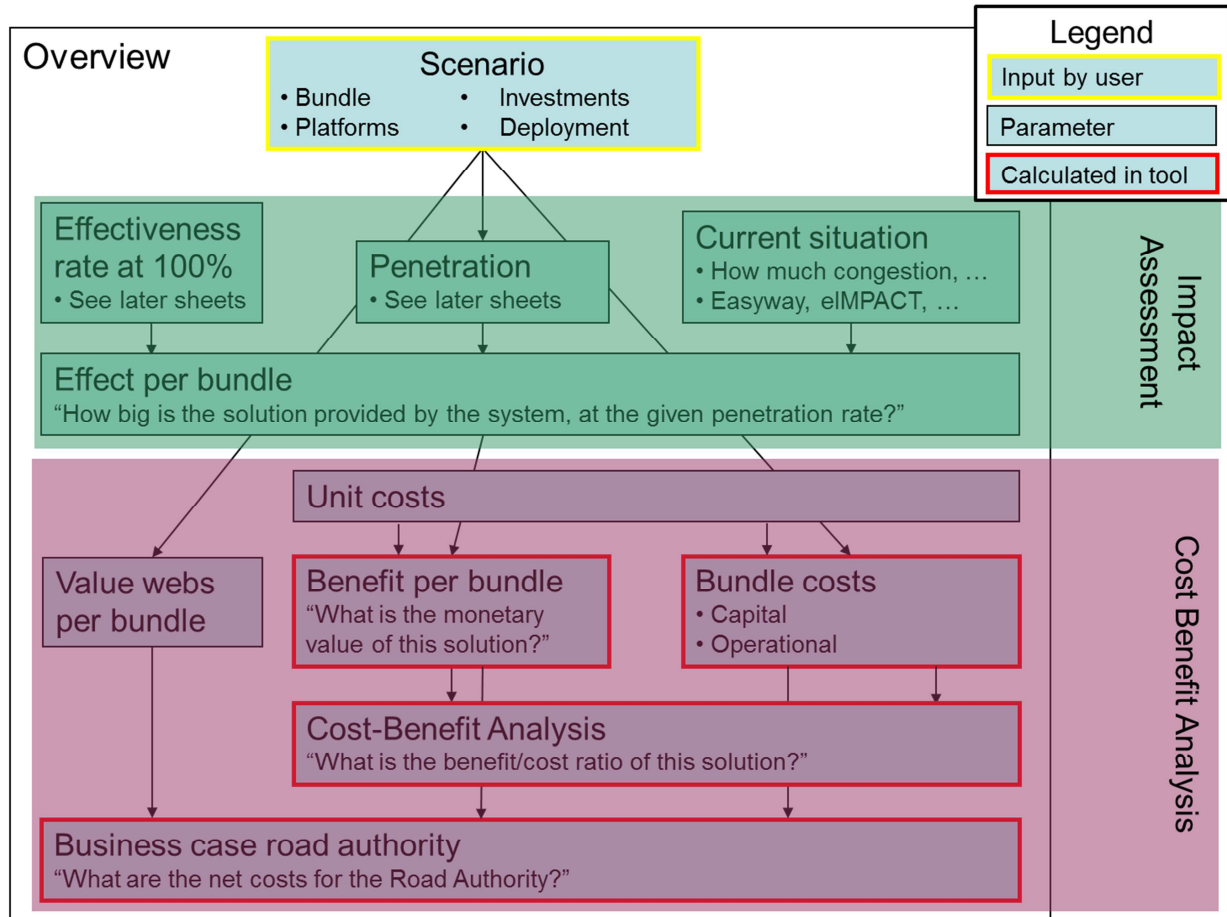 Overview
Scenario
• Bundle
• Investments
• Platforms
• Deployment
Legend
Input by user
Parameter
Calculated in tool
Effectiveness
rate at 100%
• See later sheets
Penetration
• See later sheets
Current situation
• How much congestion, …
• Easyway, eIMPACT, …
Effect per bundle
“How big is the solution provided by the system, at the given penetration rate?”
Impact
Assessment
Unit costs
Value webs
per bundle
Benefit per bundle
“What is the monetary
value of this solution?”
Bundle costs
• Capital
• Operational
Cost-Benefit Analysis
“What is the benefit/cost ratio of this solution?”
Business case road authority
“What are the net costs for the Road Authority?”
Cost Benefit Analysis